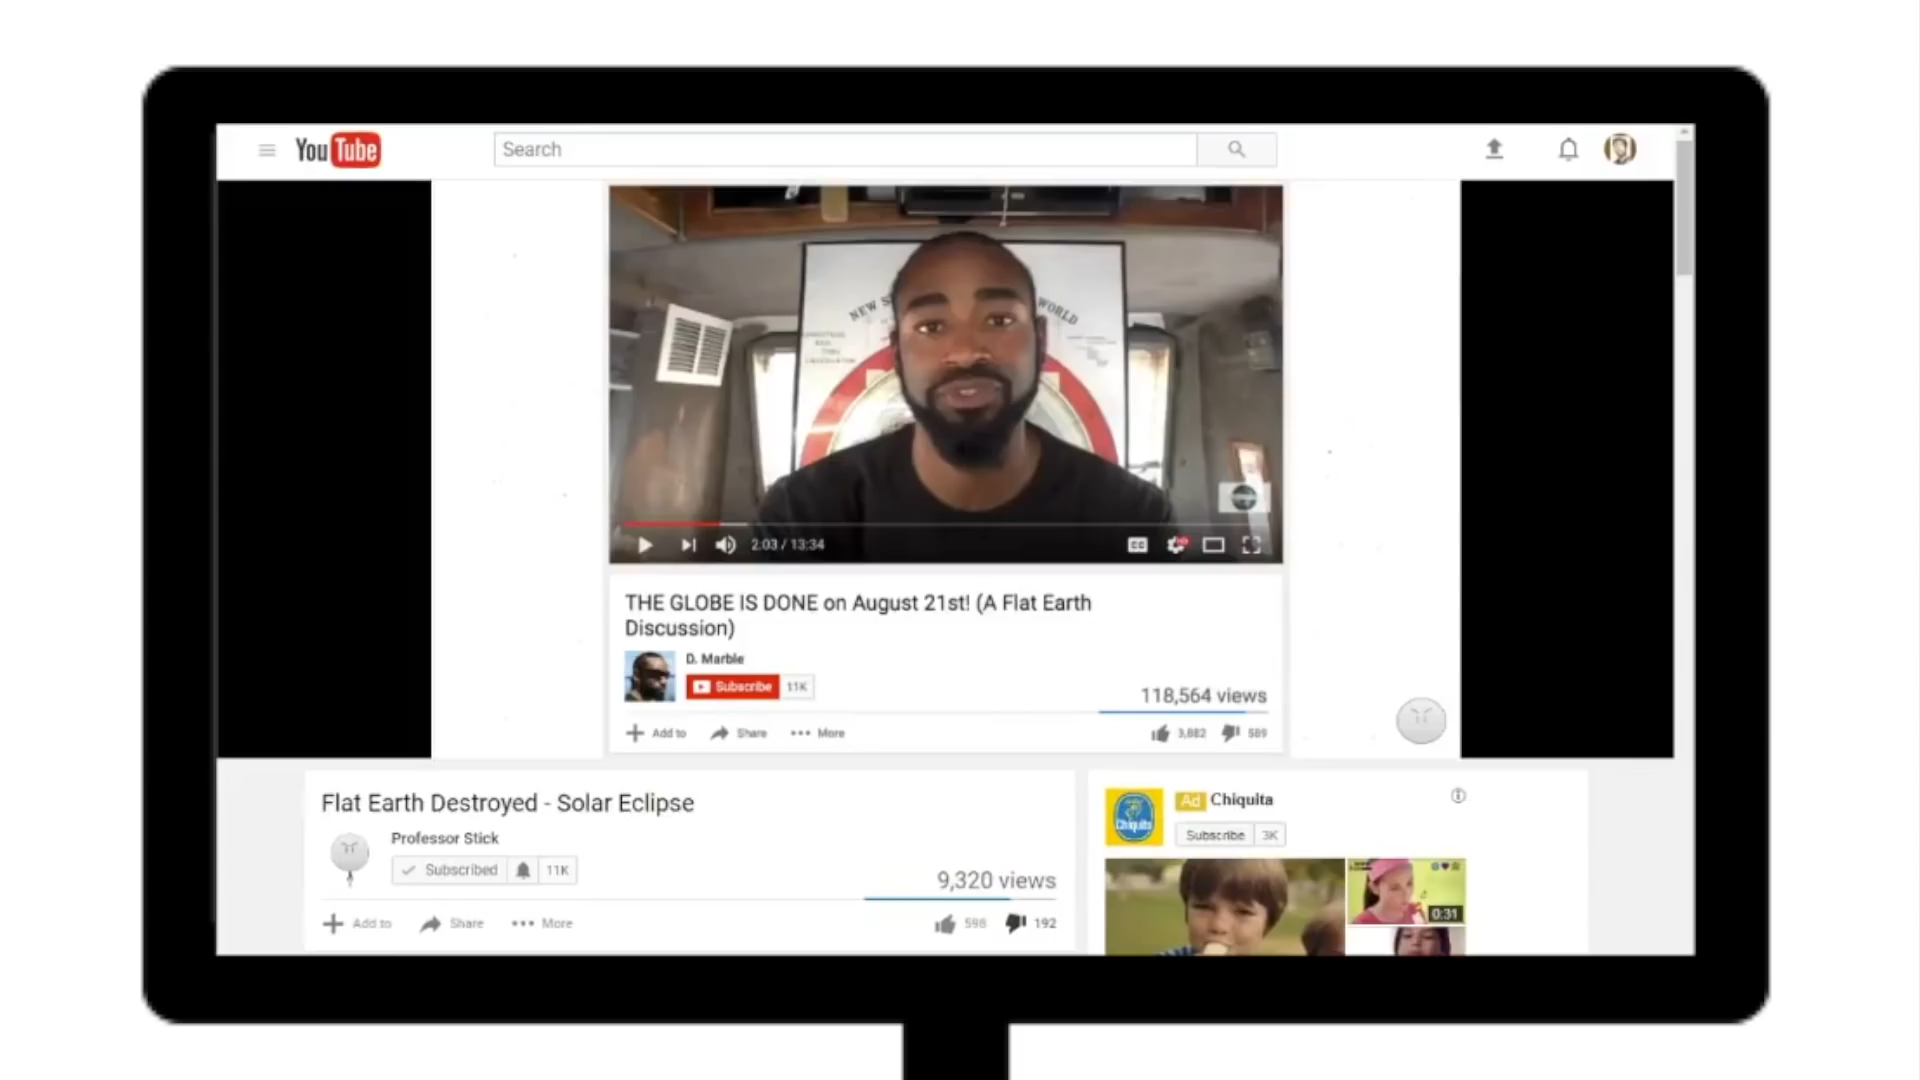 YouTube
Search
NEW S WORLD
2:03 / 13:34
CC
THE GLOBE IS DONE on August 21st! (A Flat Earth
Discussion)
D. Marble
Subscribe 11K
118,564 views
Add to Share More 3,882 589
Flat Earth Destroyed - Solar Eclipse
Professor Stick
Subscribed 11K
9,320 views
Add to Share More 598 192
Ad Chiquita
Chiquita
Subscribe 3K
0:31